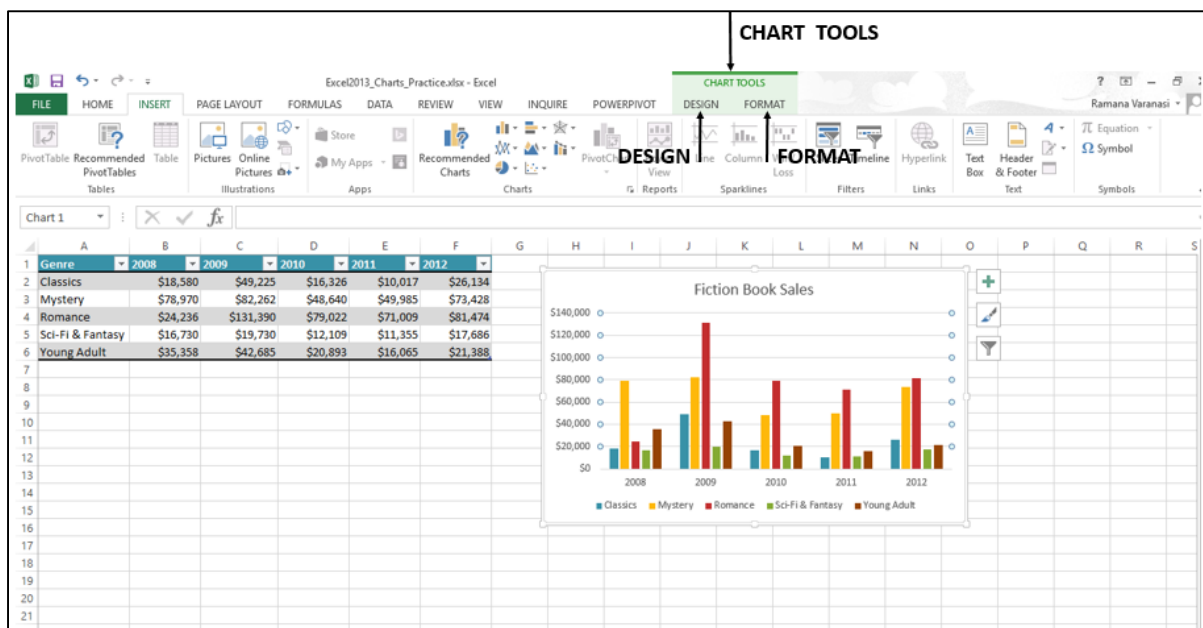 CHART TOOLS
Excel2013_Charts_Practice.xlsx - Excel
CHART TOOLS
?
FILE HOME INSERT PAGE LAYOUT FORMULAS DATA REVIEW VIEW INQUIRE POWERPIVOT DESIGN FORMAT
Ramana Varanasi
PivotTable Recommended PivotTables Table
Pictures Online Pictures
Store
My Apps
Recommended Charts
View
DESIGN
Column
Loss
FORMAT
Hyperlink
Text Box
Header & Footer
π Equation
Ω Symbol
Tables Illustrations Apps Charts Reports Sparklines Filters Links Text Symbols
Chart 1
fx
A B C D E F G H I J K L M N O P Q R S
1 Genre 2008 2009 2010 2011 2012
2 Classics $18,580 $49,225 $16,326 $10,017 $26,134
3 Mystery $78,970 $82,262 $48,640 $49,985 $73,428
4 Romance $24,236 $131,390 $79,022 $71,009 $81,474
5 Sci-Fi & Fantasy $16,730 $19,730 $12,109 $11,355 $17,686
6 Young Adult $35,358 $42,685 $20,893 $16,065 $21,388
7
8
9
10
11
12
13
14
15
16
17
18
19
20
21
Fiction Book Sales
$140,000
$120,000
$100,000
$80,000
$60,000
$40,000
$20,000
$0
2008 2009 2010 2011 2012
Classics Mystery Romance Sci-Fi & Fantasy Young Adult